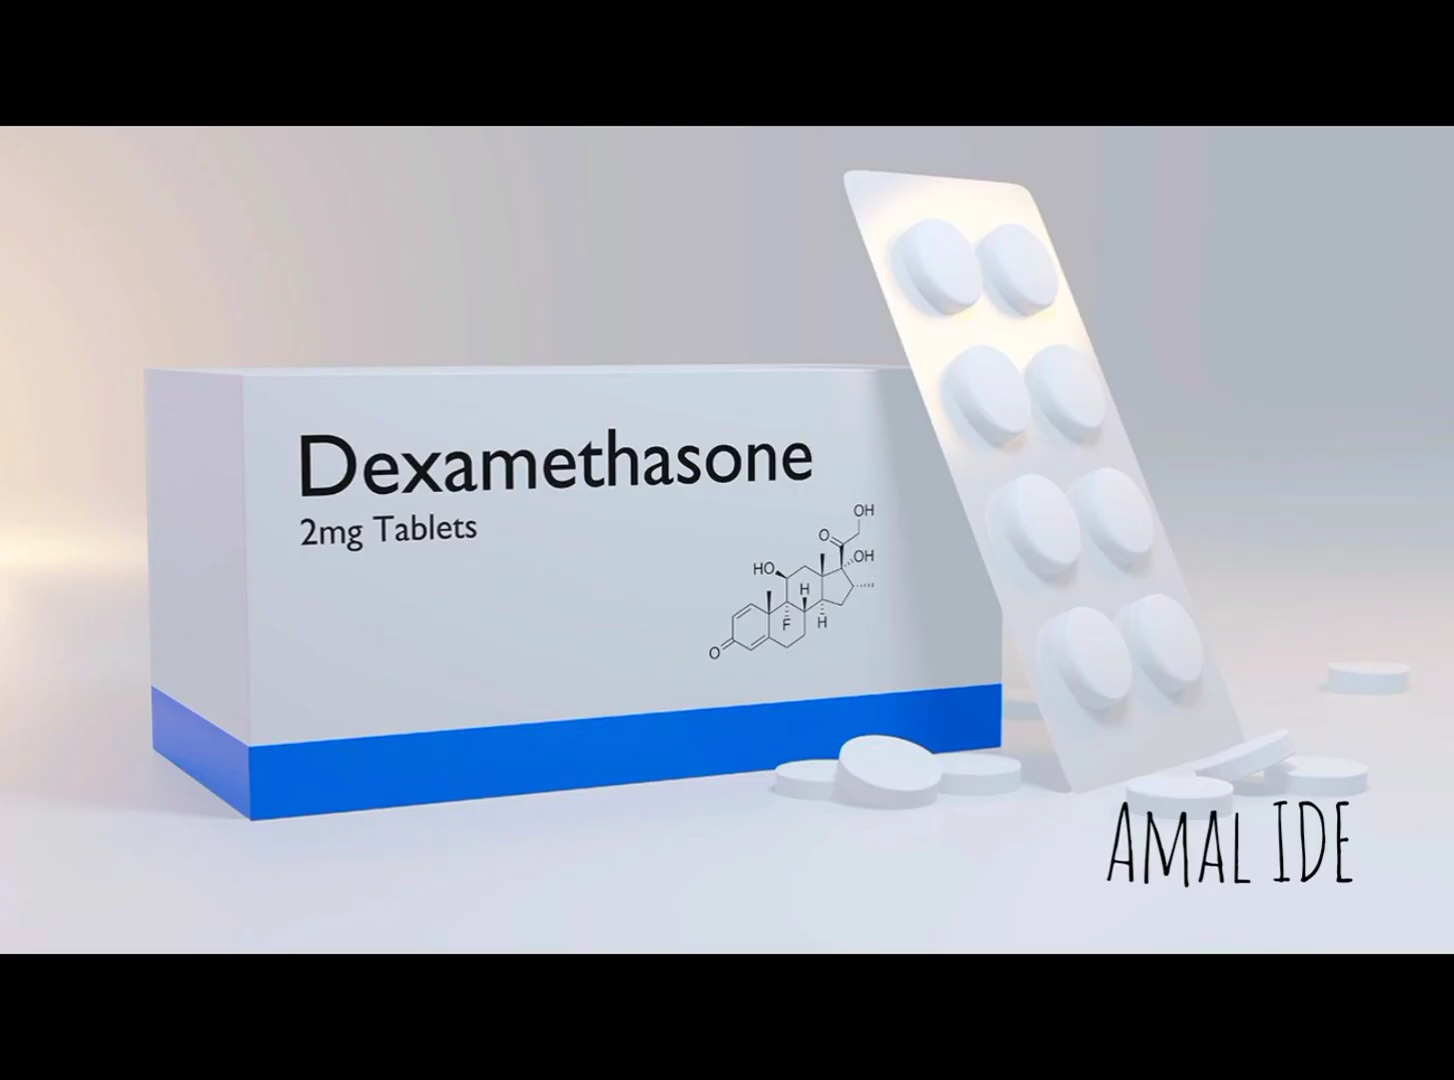 Dexamethasone
2mg Tablets
OH
O
OH
HO
H
F
H
O
AMAL IDE